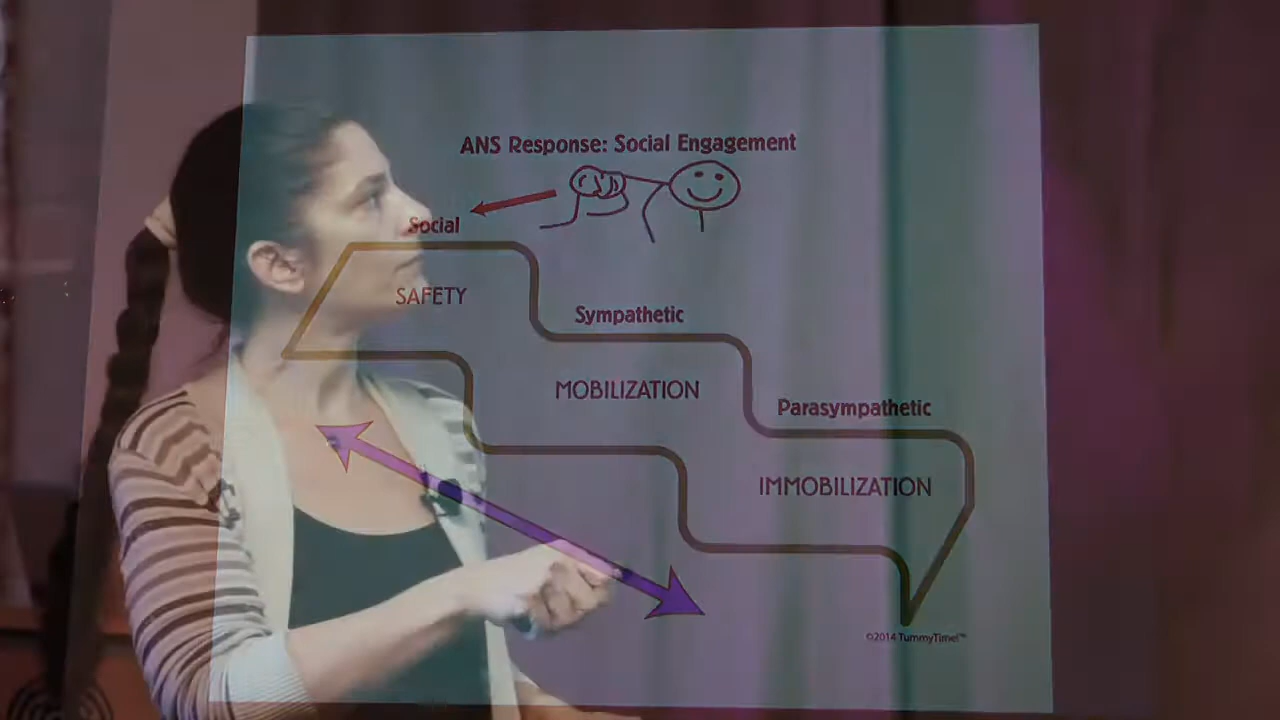 ANS Response: Social Engagement
Social
SAFETY
Sympathetic
MOBILIZATION
Parasympathetic
IMMOBILIZATION
©2014 TummyTime!™